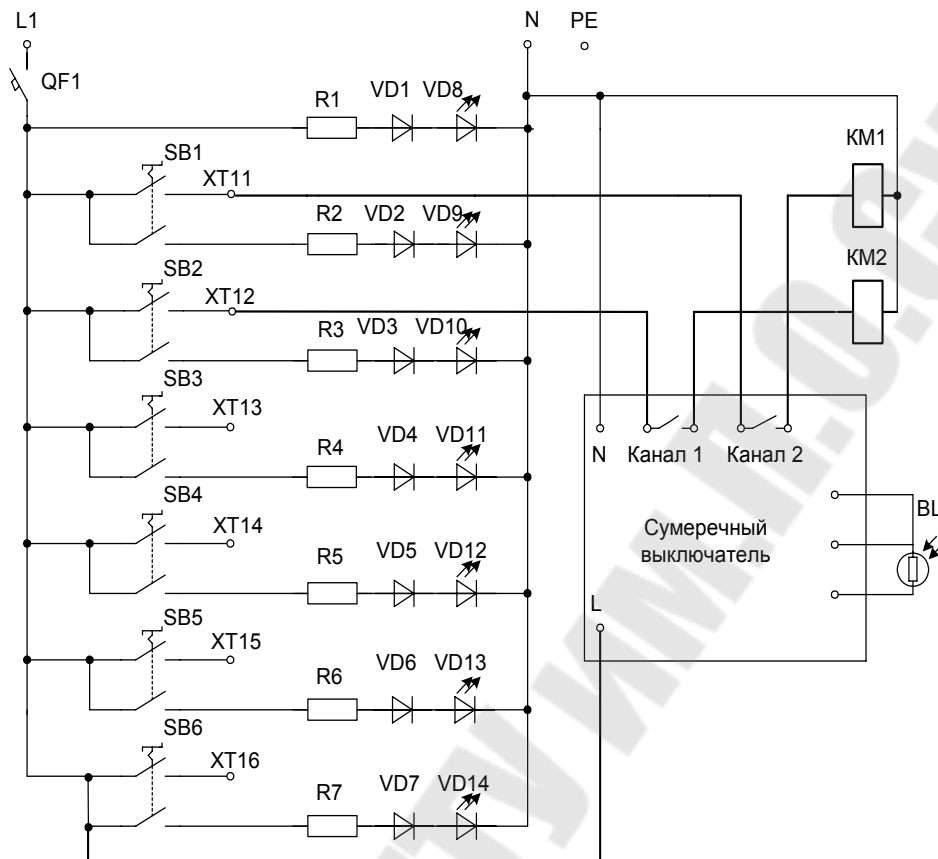 L1
N
PE
QF1
R1
VD1
VD8
SB1
XT11
R2
VD2
VD9
SB2
XT12
R3
VD3
VD10
SB3
XT13
R4
VD4
VD11
SB4
XT14
R5
VD5
VD12
SB5
XT15
R6
VD6
VD13
SB6
XT16
R7
VD7
VD14
КМ1
КМ2
N
Канал 1
Канал 2
Сумеречный
выключатель
BL
L